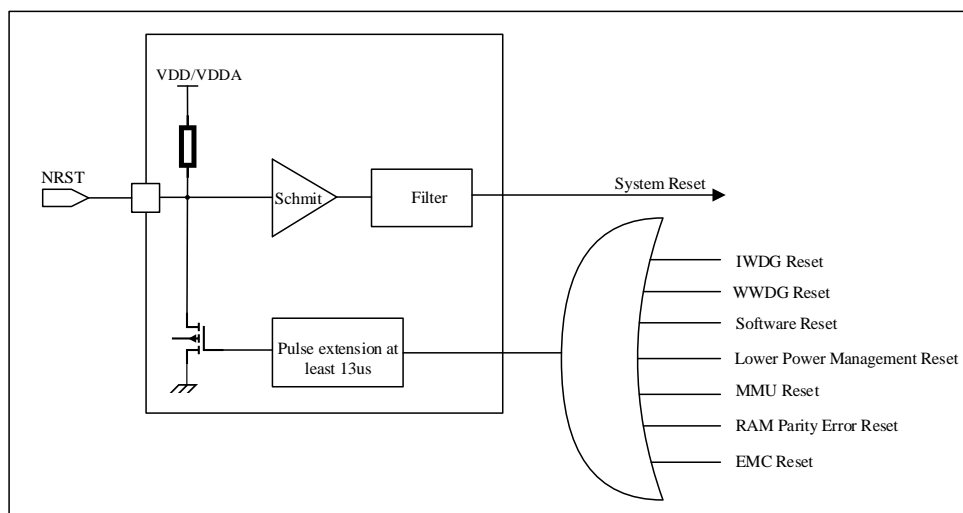 VDD/VDDA
NRST
Schmit
Filter
System Reset
IWDG Reset
WWDG Reset
Software Reset
Pulse extension at
least 13us
Lower Power Management Reset
MMU Reset
RAM Parity Error Reset
EMC Reset